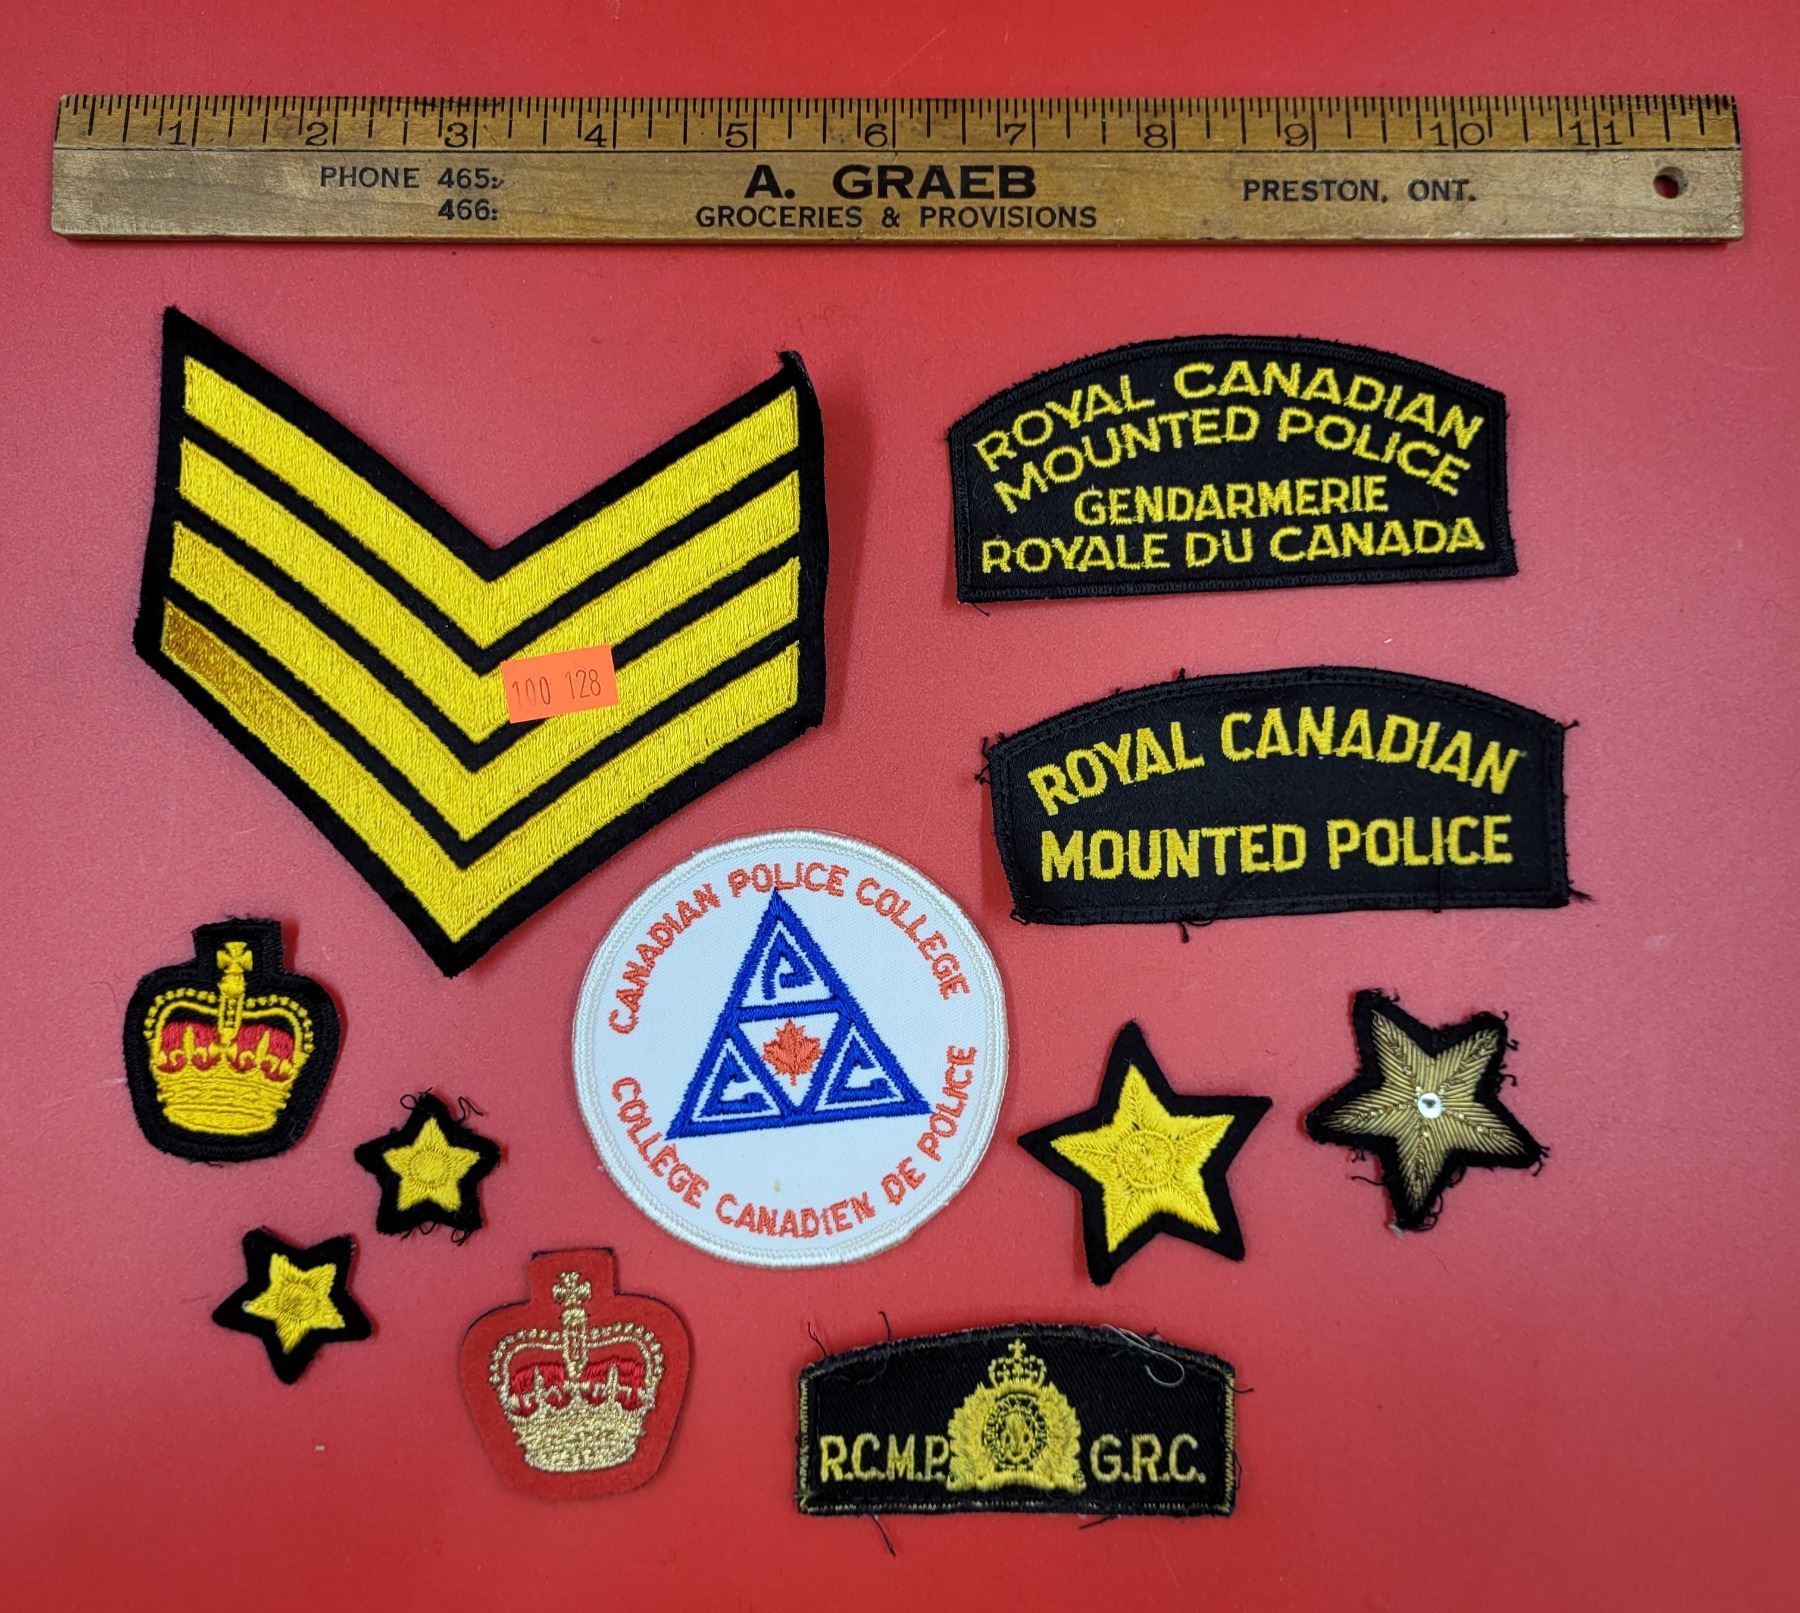 1 2 3 4 5 6 7 8 9 10 11
PHONE 465:
466:
A. GRAEB
GROCERIES & PROVISIONS
PRESTON, ONT.
ROYAL CANADIAN
MOUNTED POLICE
GENDARMERIE
ROYALE DU CANADA
100 128
ROYAL CANADIAN
MOUNTED POLICE
CANADIAN POLICE COLLEGE
P
C C
COLLÈGE CANADIEN DE POLICE
R.C.M.P. G.R.C.